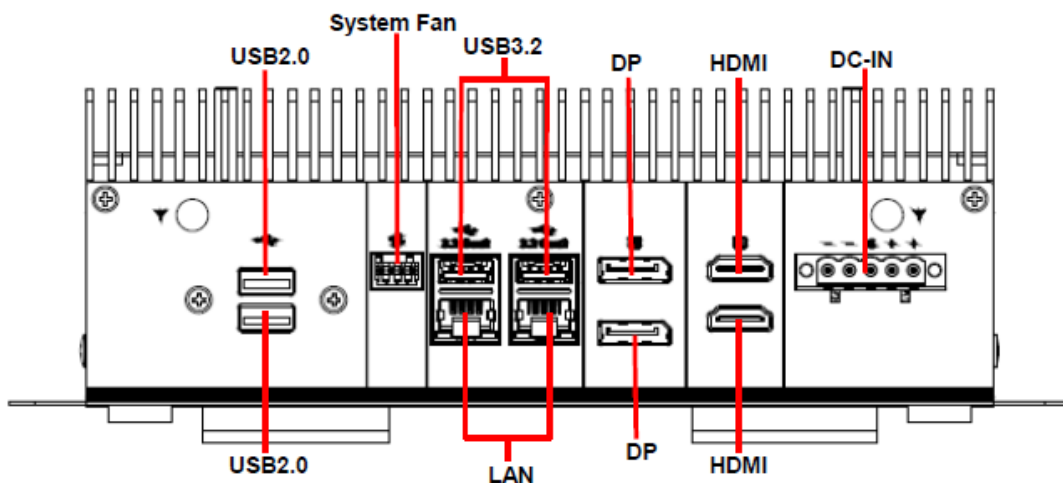 System Fan
USB2.0
USB3.2
DP
HDMI
DC-IN
USB2.0
LAN
DP
HDMI